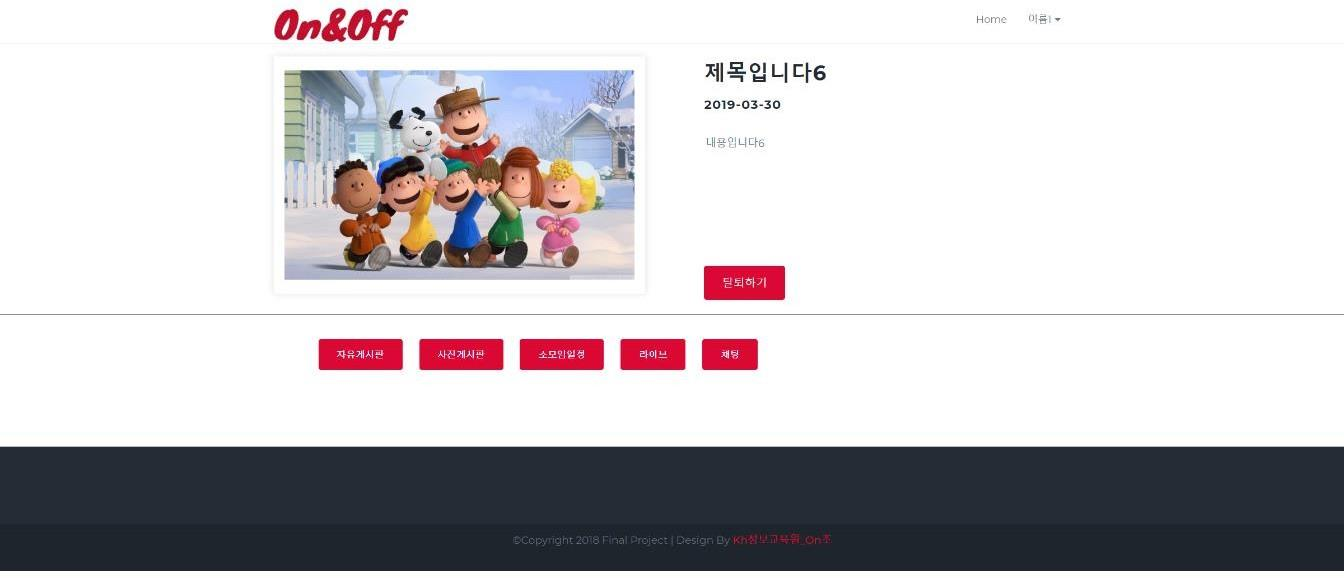 On&Off
Home 이름1
제목입니다6
2019-03-30
내용입니다6
탈퇴하기
자유게시판 사진게시판 소모임일정 라이브 채팅
©Copyright 2018 Final Project | Design By Kh정보교육원_On조